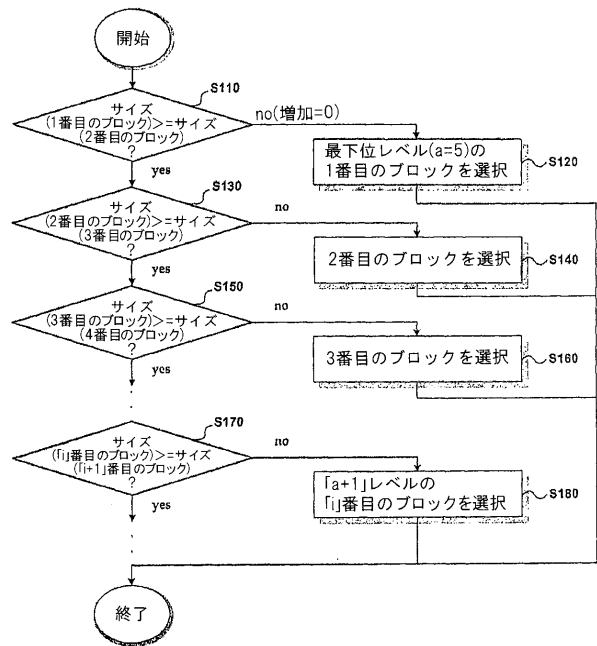 開始
S110
サイズ
(1番目のブロック)>=サイズ
(2番目のブロック)
?
no(増加=0)
yes
最下位レベル(a=5)の
1番目のブロックを選択
S120
S130
サイズ
(2番目のブロック)>=サイズ
(3番目のブロック)
?
no
yes
2番目のブロックを選択
S140
S150
サイズ
(3番目のブロック)>=サイズ
(4番目のブロック)
?
no
yes
3番目のブロックを選択
S160
S170
サイズ
(「i」番目のブロック)>=サイズ
(「i+1」番目のブロック)
?
no
yes
「a+1」レベルの
「i」番目のブロックを選択
S180
終了